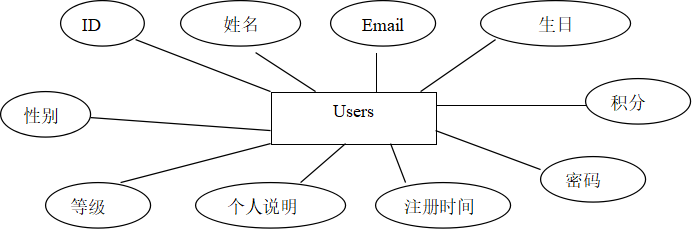 ID
姓名
Email
生日
性别
Users
积分
等级
个人说明
注册时间
密码